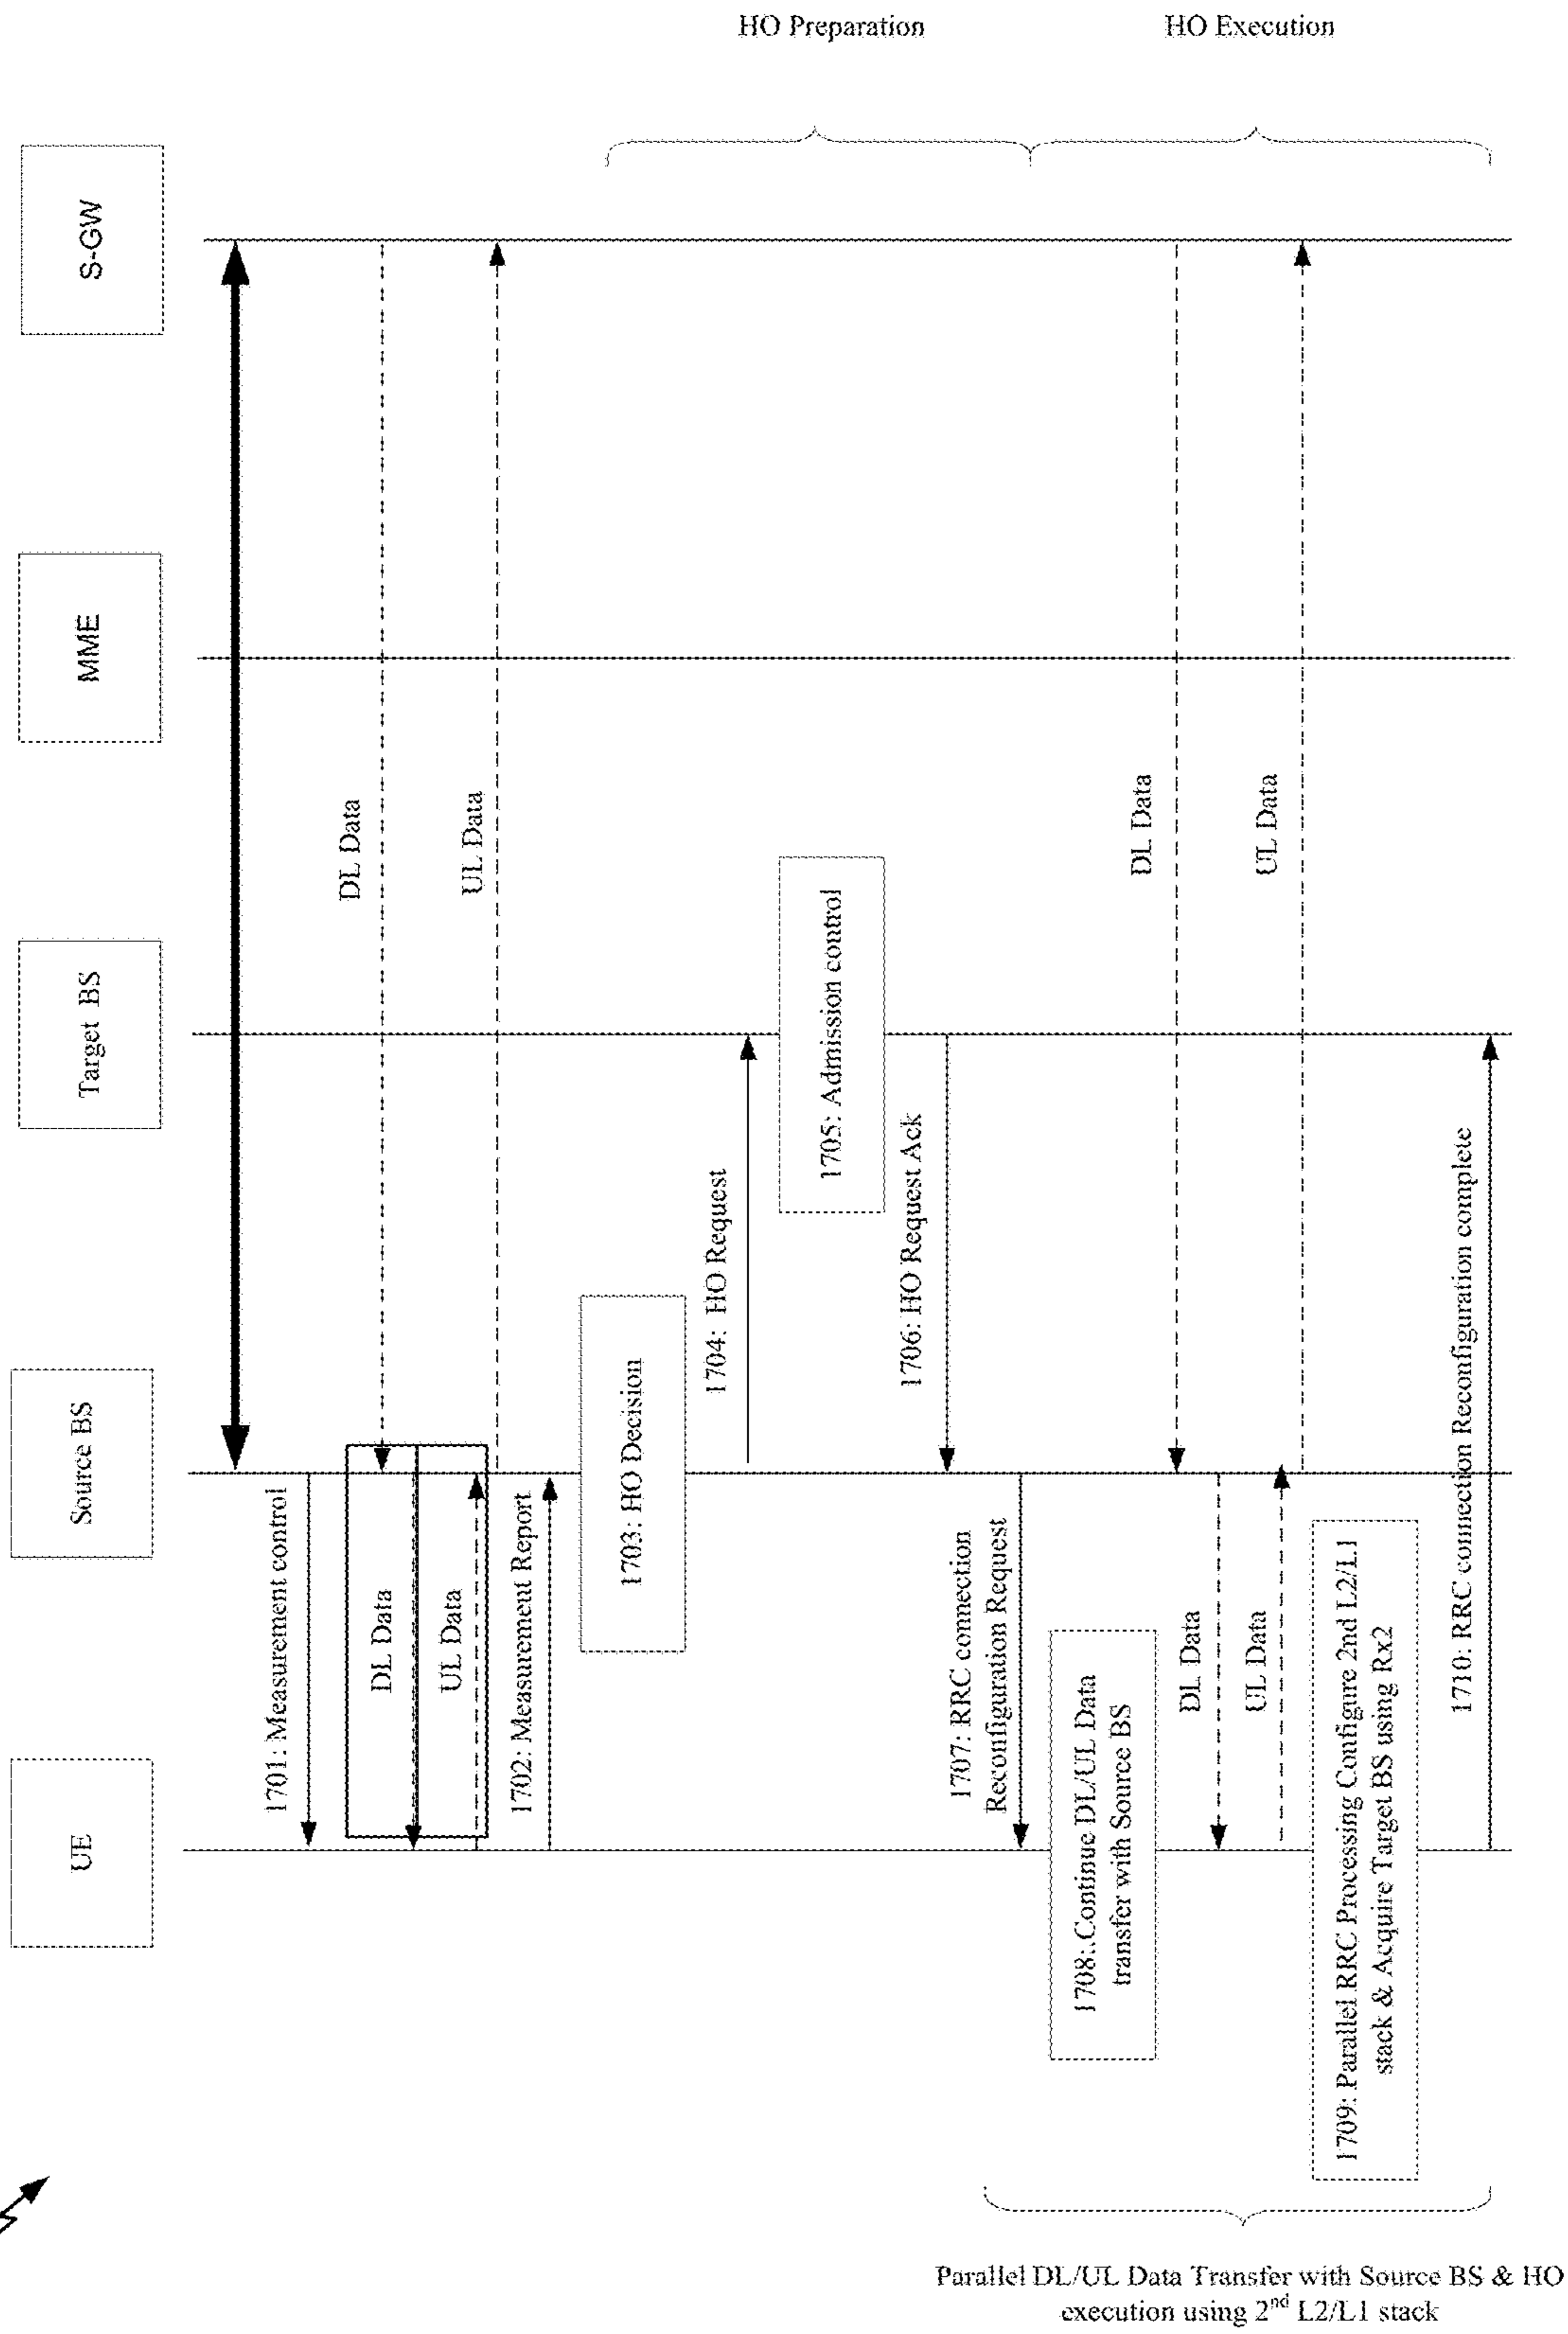 HO Preparation
HO Execution
UE
Source BS
Target BS
MME
S-GW
1701: Measurement control
DL Data
DL Data
UL Data
UL Data
1702: Measurement Report
1703: HO Decision
1704: HO Request
1705: Admission control
1706: HO Request Ack
1707: RRC connection
Reconfiguration Request
1708:.Continue DL/UL Data
transfer with Source BS
DL Data
DL Data
UL Data
UL Data
1709: Parallel RRC Processing Configure 2nd L2/L1
stack & Acquire Target BS using Rx2
1710: RRC connection Reconfiguration complete
Parallel DL/UL Data Transfer with Source BS & HO
execution using 2nd L2/L1 stack